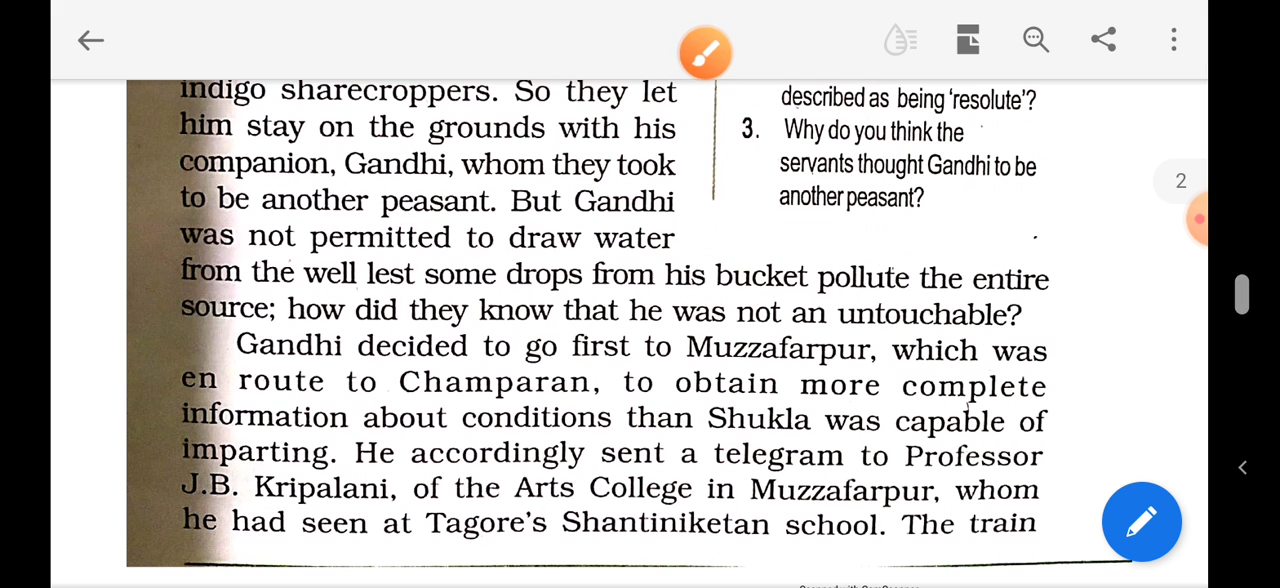 indigo sharecroppers. So they let
him stay on the grounds with his
companion, Gandhi, whom they took
to be another peasant. But Gandhi
was not permitted to draw water
from the well lest some drops from his bucket pollute the entire
source; how did they know that he was not an untouchable?
Gandhi decided to go first to Muzzafarpur, which was
en route to Champaran, to obtain more complete
information about conditions than Shukla was capable of
imparting. He accordingly sent a telegram to Professor
J.B. Kripalani, of the Arts College in Muzzafarpur, whom
he had seen at Tagore's Shantiniketan school. The train
described as being 'resolute'?
3. Why do you think the
servants thought Gandhi to be
another peasant?
2